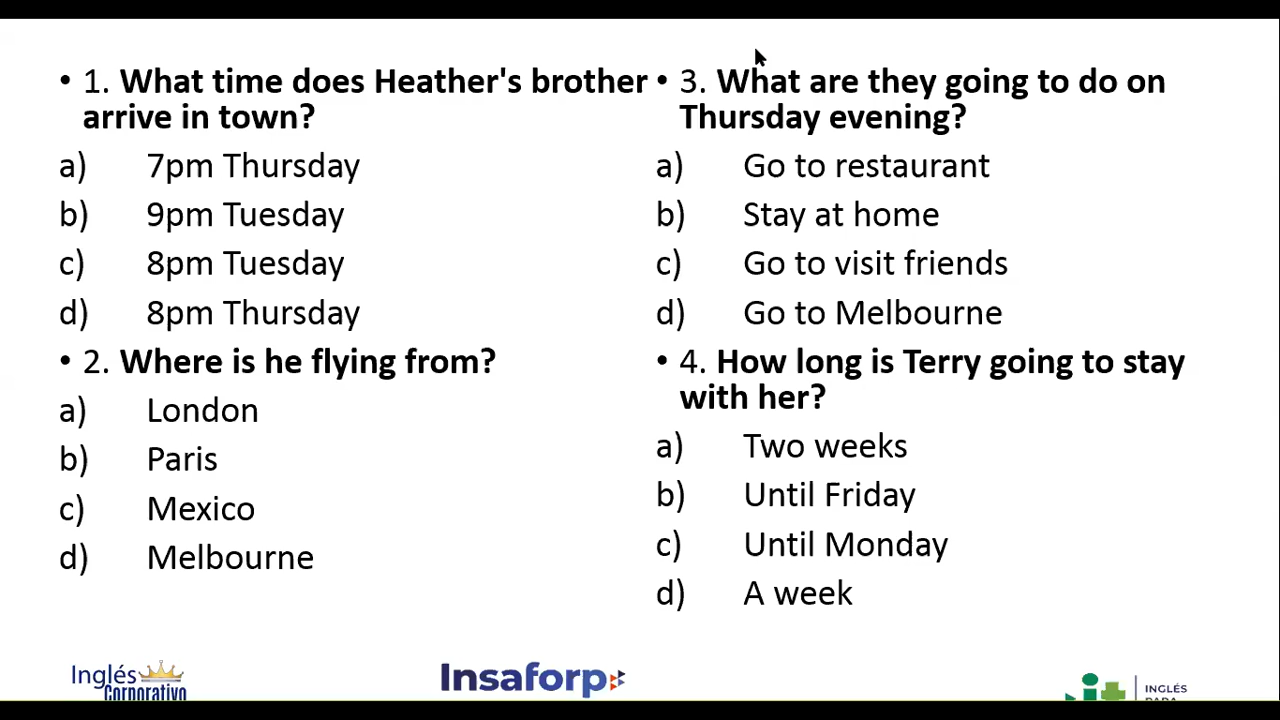 • 1. What time does Heather's brother
arrive in town?
a) 7pm Thursday
b) 9pm Tuesday
c) 8pm Tuesday
d) 8pm Thursday
• 2. Where is he flying from?
a) London
b) Paris
c) Mexico
d) Melbourne
• 3. What are they going to do on
Thursday evening?
a) Go to restaurant
b) Stay at home
c) Go to visit friends
d) Go to Melbourne
• 4. How long is Terry going to stay
with her?
a) Two weeks
b) Until Friday
c) Until Monday
d) A week
Inglés
Corporativo
Insaforp
INGLÉS
PARA